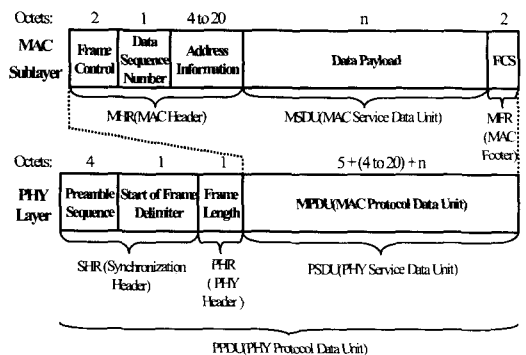 Octets: 2 1 4 to 20 n 2
MAC Sublayer
Frame Control
Data Sequence Number
Address Information
Data Payload
FCS
MHR(MAC Header)
MSDU(MAC Service Data Unit)
MFR (MAC Footer)
Octets: 4 1 1 5 + (4 to 20) + n
PHY Layer
Preamble Sequence
Start of Frame Delimiter
Frame Length
MPDU(MAC Protocol Data Unit)
SHR (Synchronization Header)
PHR ( PHY Header )
PSDU(PHY Service Data Unit)
PPDU(PHY Protocol Data Unit)